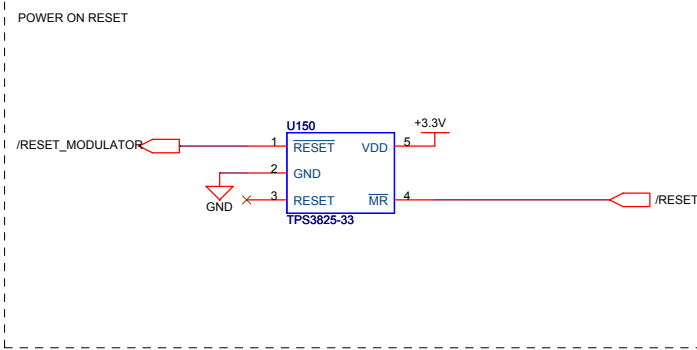 POWER ON RESET
+3.3V
U150
/RESET_MODULATOR
1
RESET
VDD
5
2
GND
GND
3
RESET
MR
4
/RESET
TPS3825-33